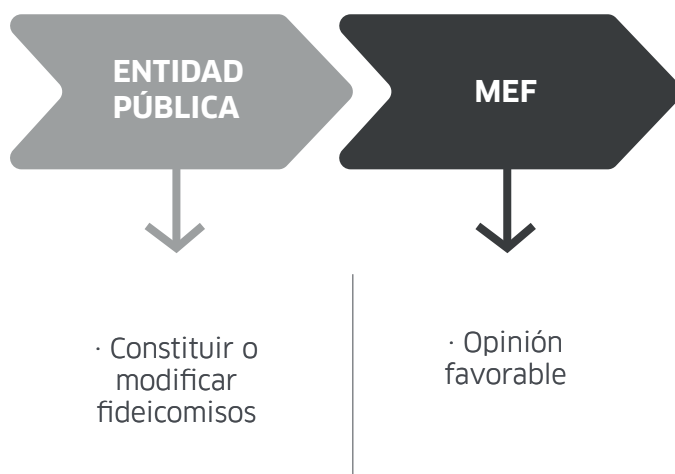 ENTIDAD
PÚBLICA
MEF
· Constituir o
modificar
fideicomisos
· Opinión
favorable